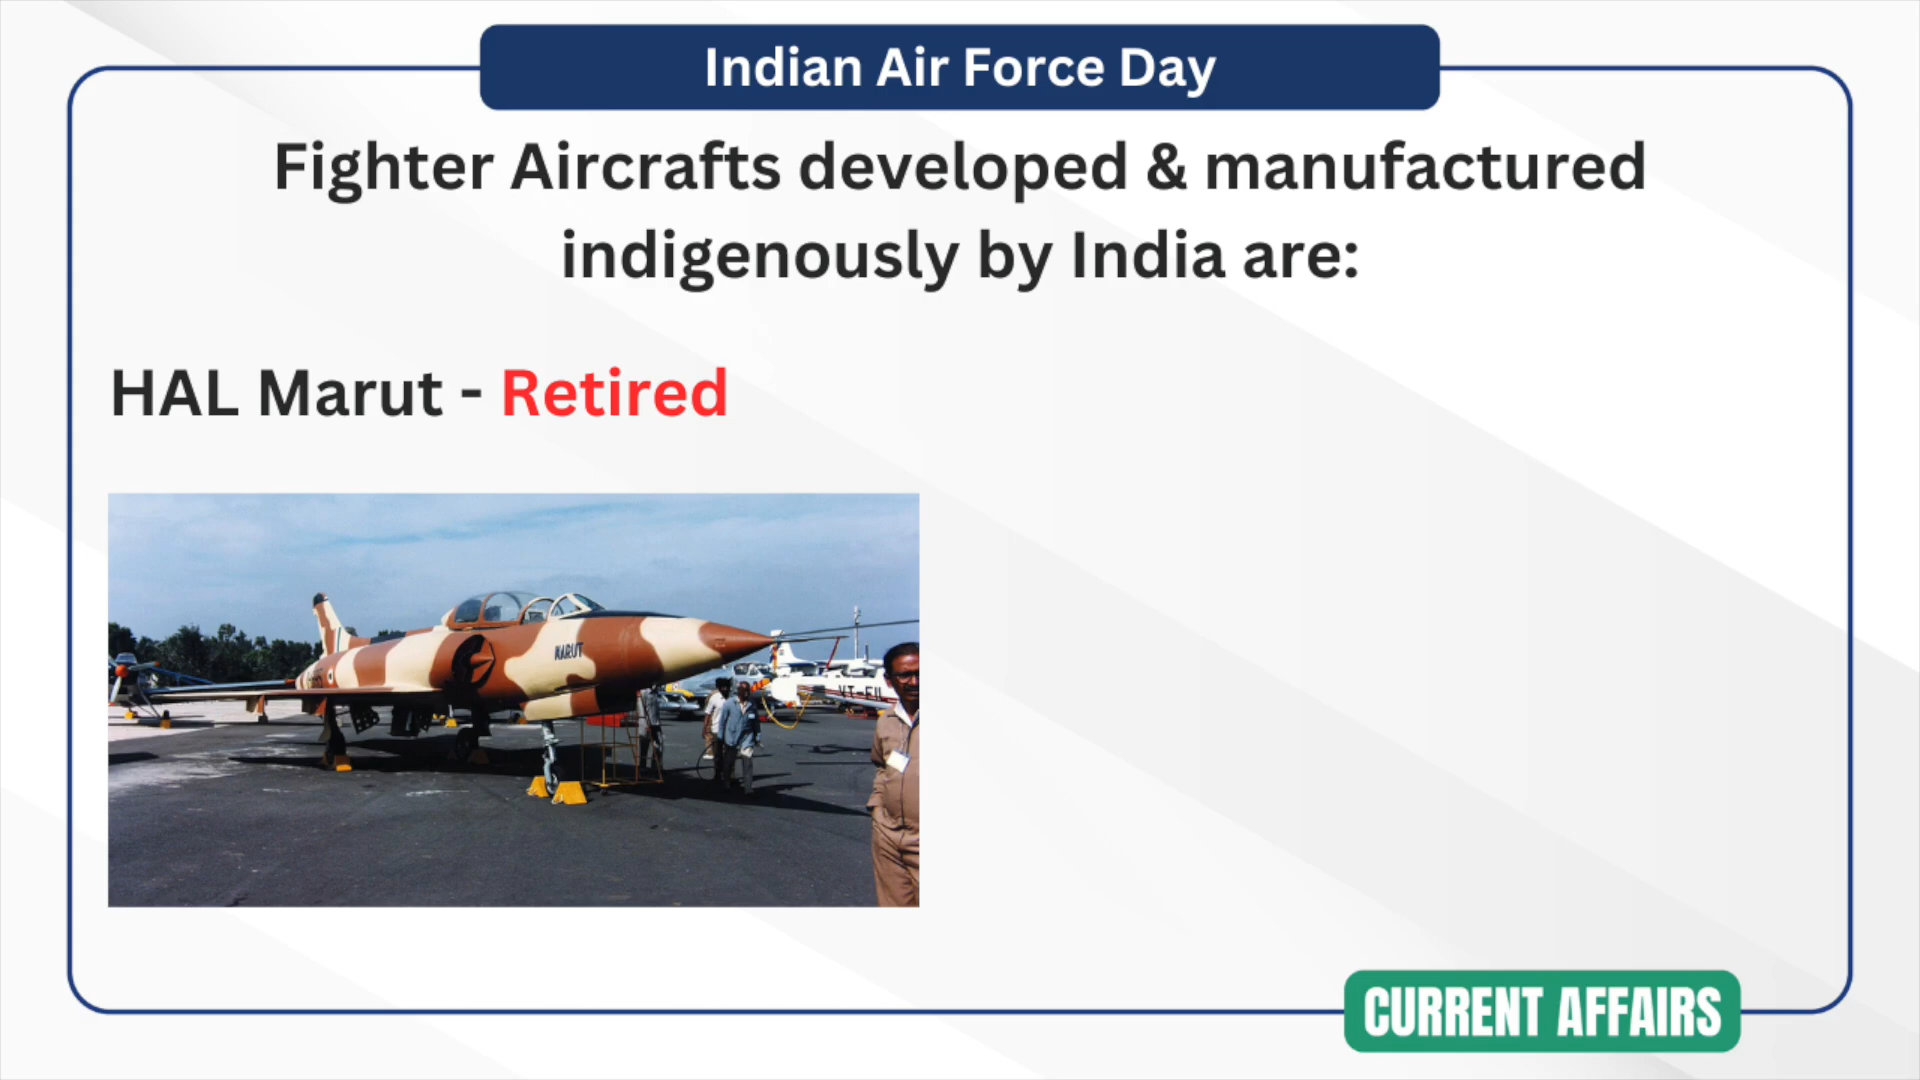 Indian Air Force Day
Fighter Aircrafts developed & manufactured
indigenously by India are:
HAL Marut - Retired
MARUT
CURRENT AFFAIRS